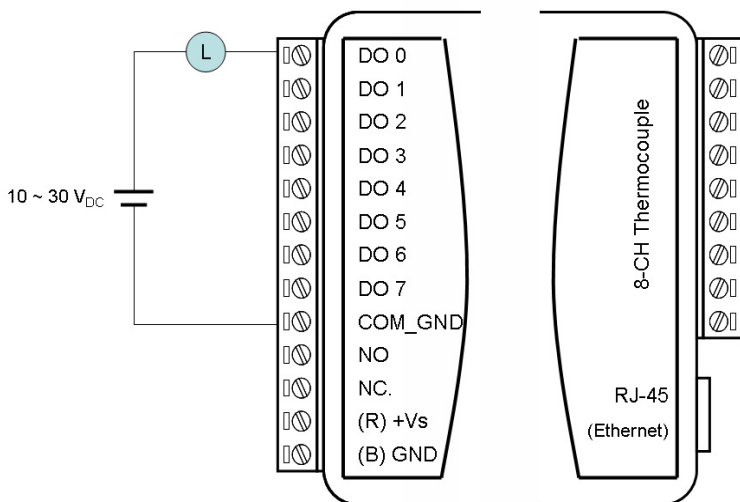 L
10 ~ 30 VDC
DO 0
DO 1
DO 2
DO 3
DO 4
DO 5
DO 6
DO 7
COM_GND
NO
NC.
(R) +Vs
(B) GND
8-CH Thermocouple
RJ-45
(Ethernet)